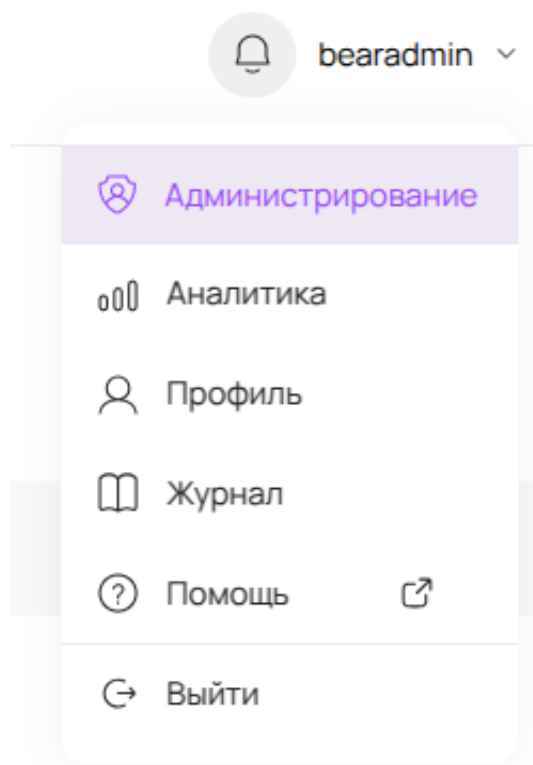 bearadmin
Администрирование
Аналитика
Профиль
Журнал
Помощь
Выйти